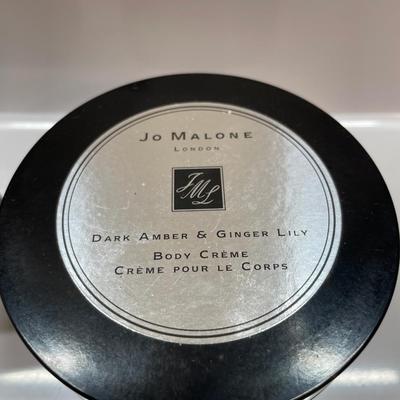 Jo Malone
London
JML
Dark Amber & Ginger Lily
Body Crème
Crème pour le Corps